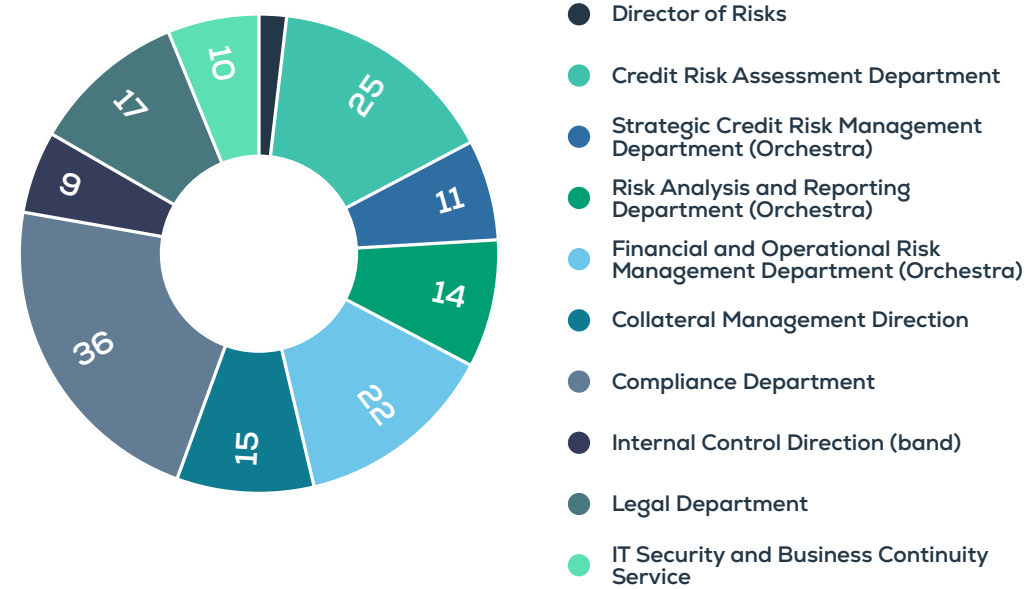 10
25
17
11
9
14
36
22
15
Director of Risks
Credit Risk Assessment Department
Strategic Credit Risk Management
Department (Orchestra)
Risk Analysis and Reporting
Department (Orchestra)
Financial and Operational Risk
Management Department (Orchestra)
Collateral Management Direction
Compliance Department
Internal Control Direction (band)
Legal Department
IT Security and Business Continuity
Service